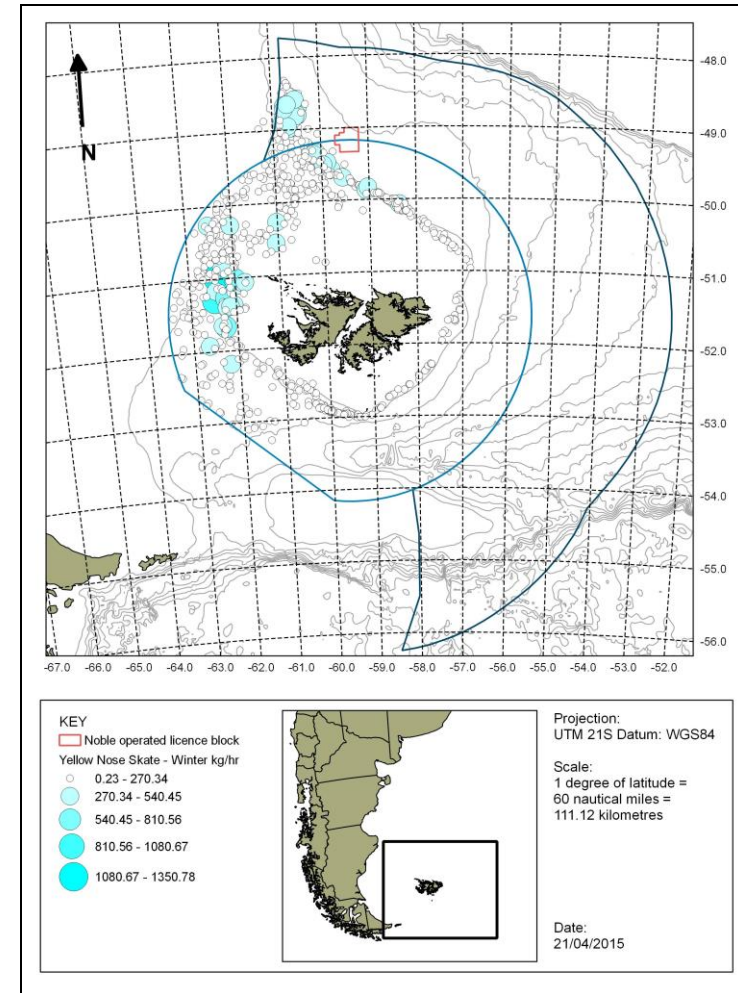 -48.0
-49.0
-50.0
-51.0
-52.0
-53.0
-54.0
-55.0
-56.0
N
-67.0 -66.0 -64.0 -63.0 -62.0 -61.0 -60.0 -59.0 -58.0 -57.0 -56.0 -55.0 -54.0 -53.0 -52.0
KEY
Noble operated licence block
Yellow Nose Skate - Winter kg/hr
0.23 - 270.34
270.34 - 540.45
540.45 - 810.56
810.56 - 1080.67
1080.67 - 1350.78
Projection:
UTM 21S Datum: WGS84
Scale:
1 degree of latitude =
60 nautical miles =
111.12 kilometres
Date:
21/04/2015